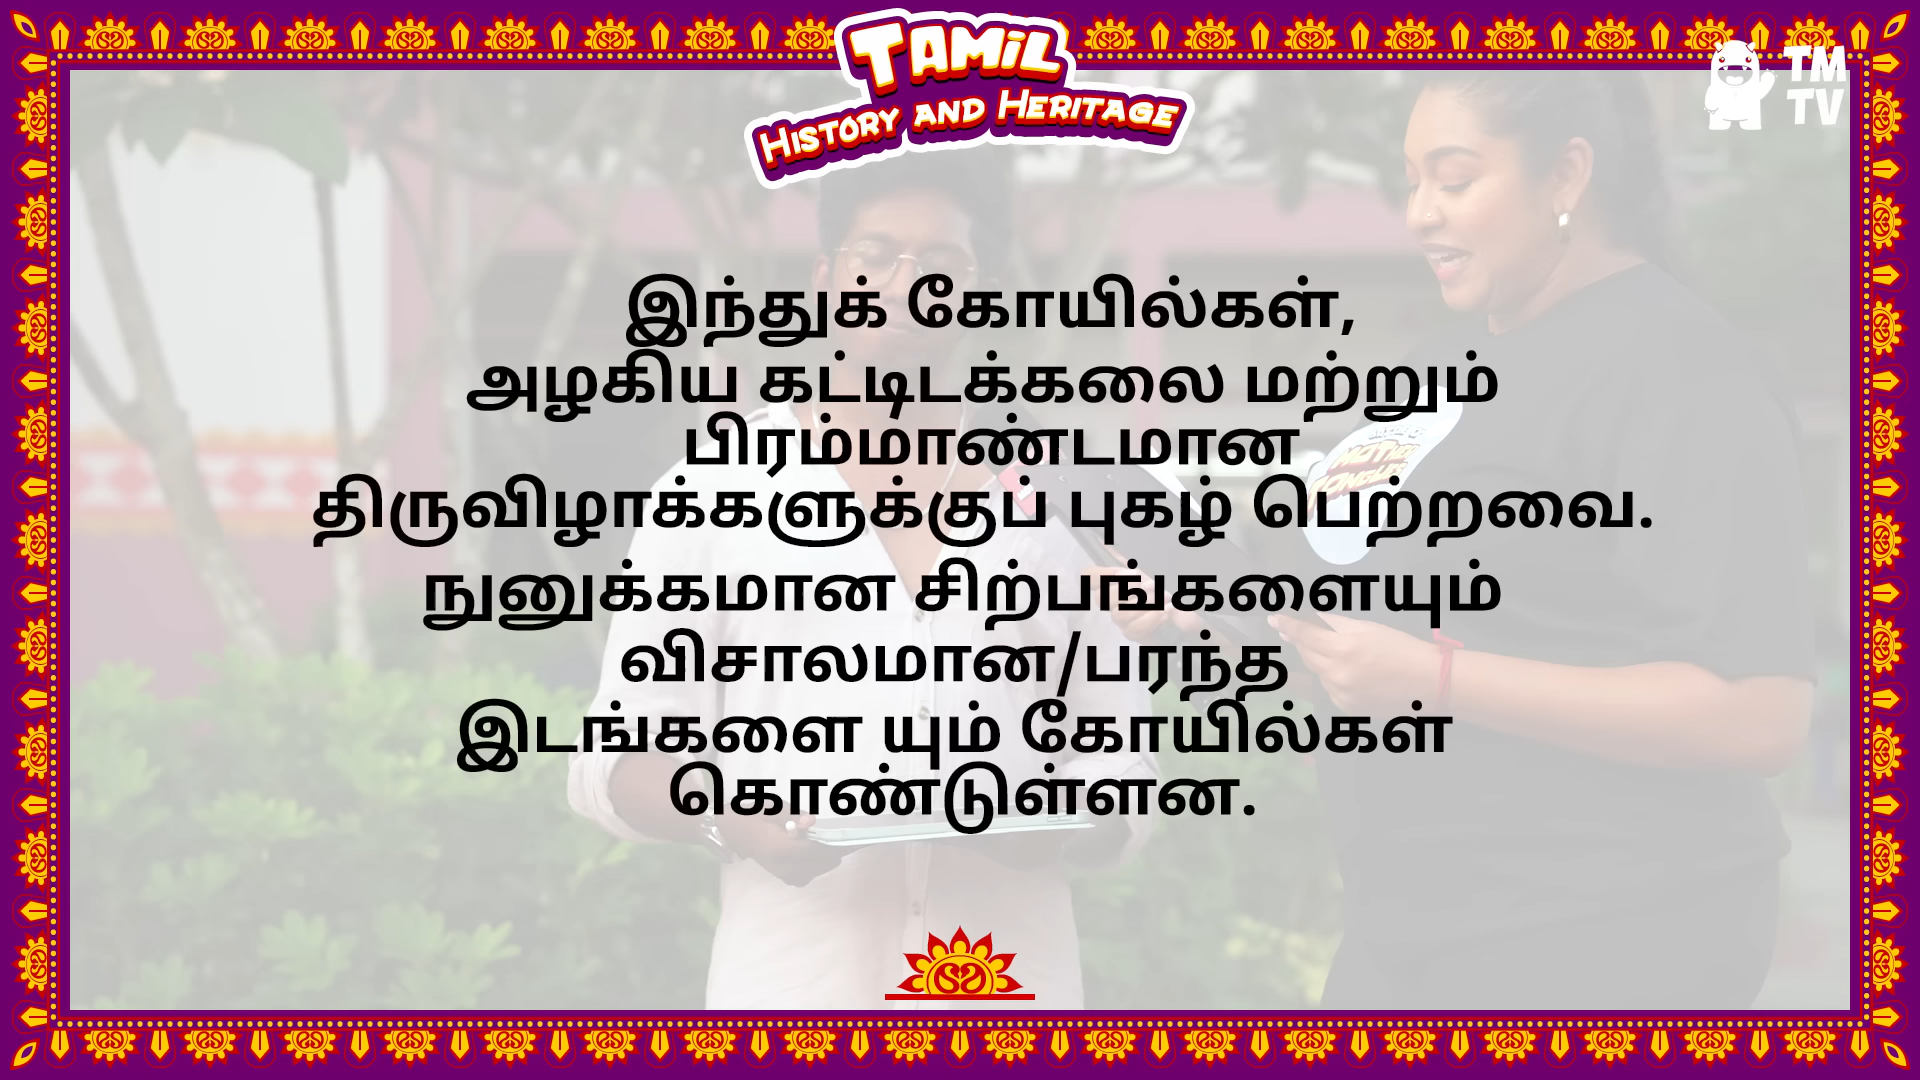 TAMIL
HISTORY AND HERITAGE
TM
TV
இந்துக் கோயில்கள்,
அழகிய கட்டிடக்கலை மற்றும்
பிரம்மாண்டமான
திருவிழாக்களுக்குப் புகழ் பெற்றவை.
நுனுக்கமான சிற்பங்களையும்
விசாலமான/பரந்த
இடங்களை யும் கோயில்கள்
கொண்டுள்ளன.